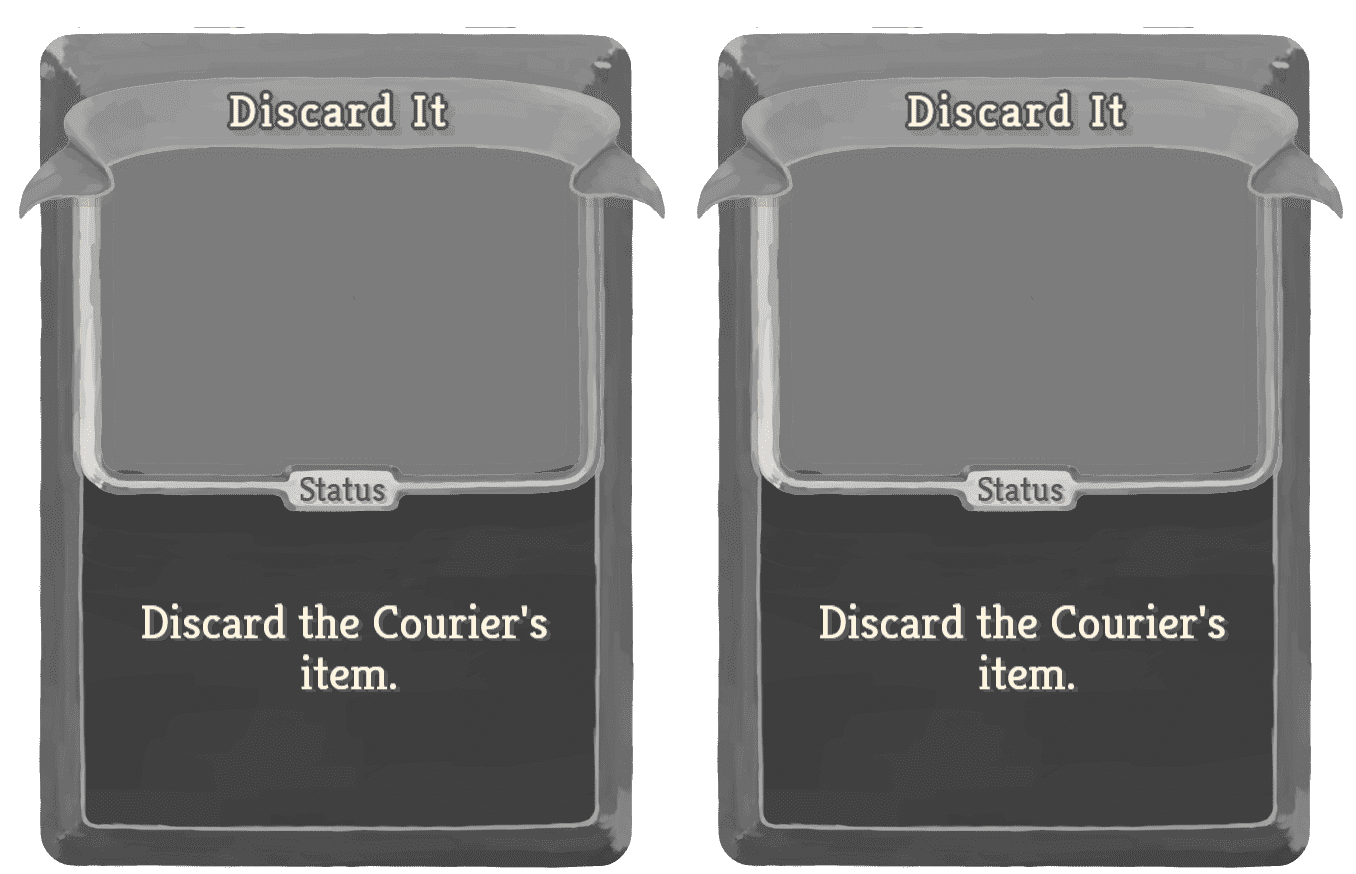 Discard It
Status
Discard the Courier's
item.
Discard It
Status
Discard the Courier's
item.